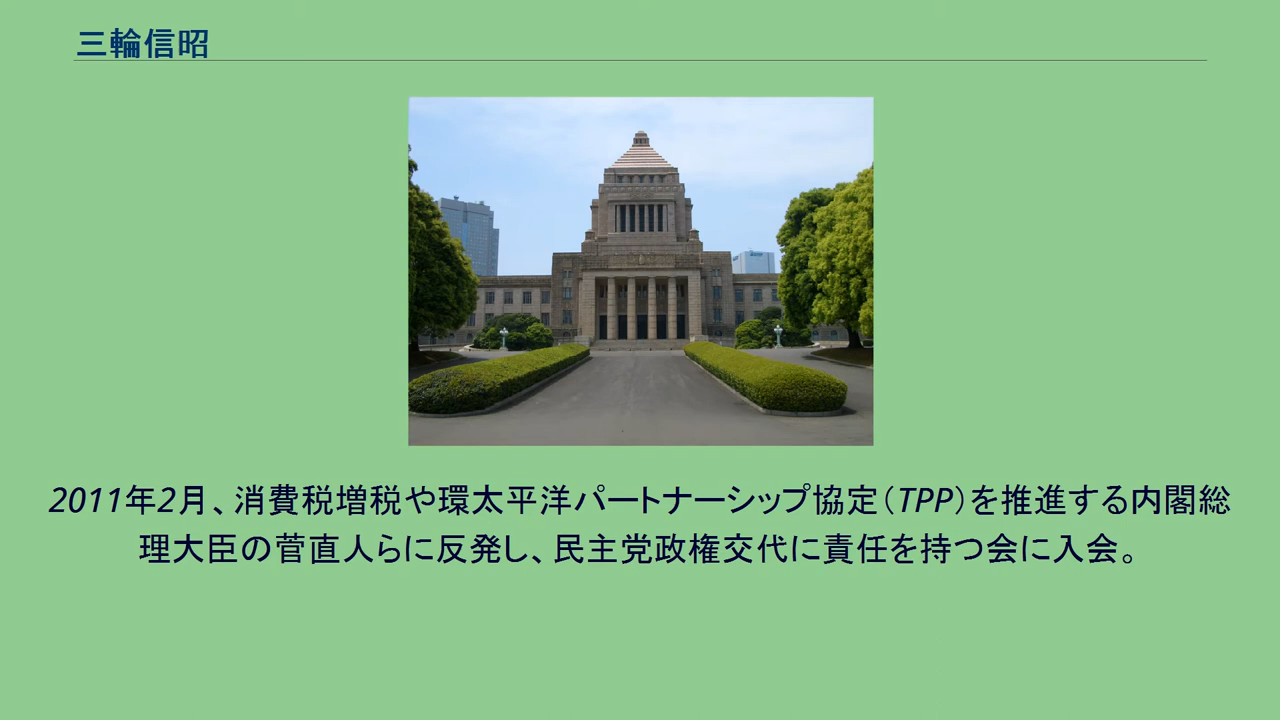 三輪信昭
2011年2月、消費税増税や環太平洋パートナーシップ協定（TPP）を推進する内閣総
理大臣の菅直人らに反発し、民主党政権交代に責任を持つ会に入会。